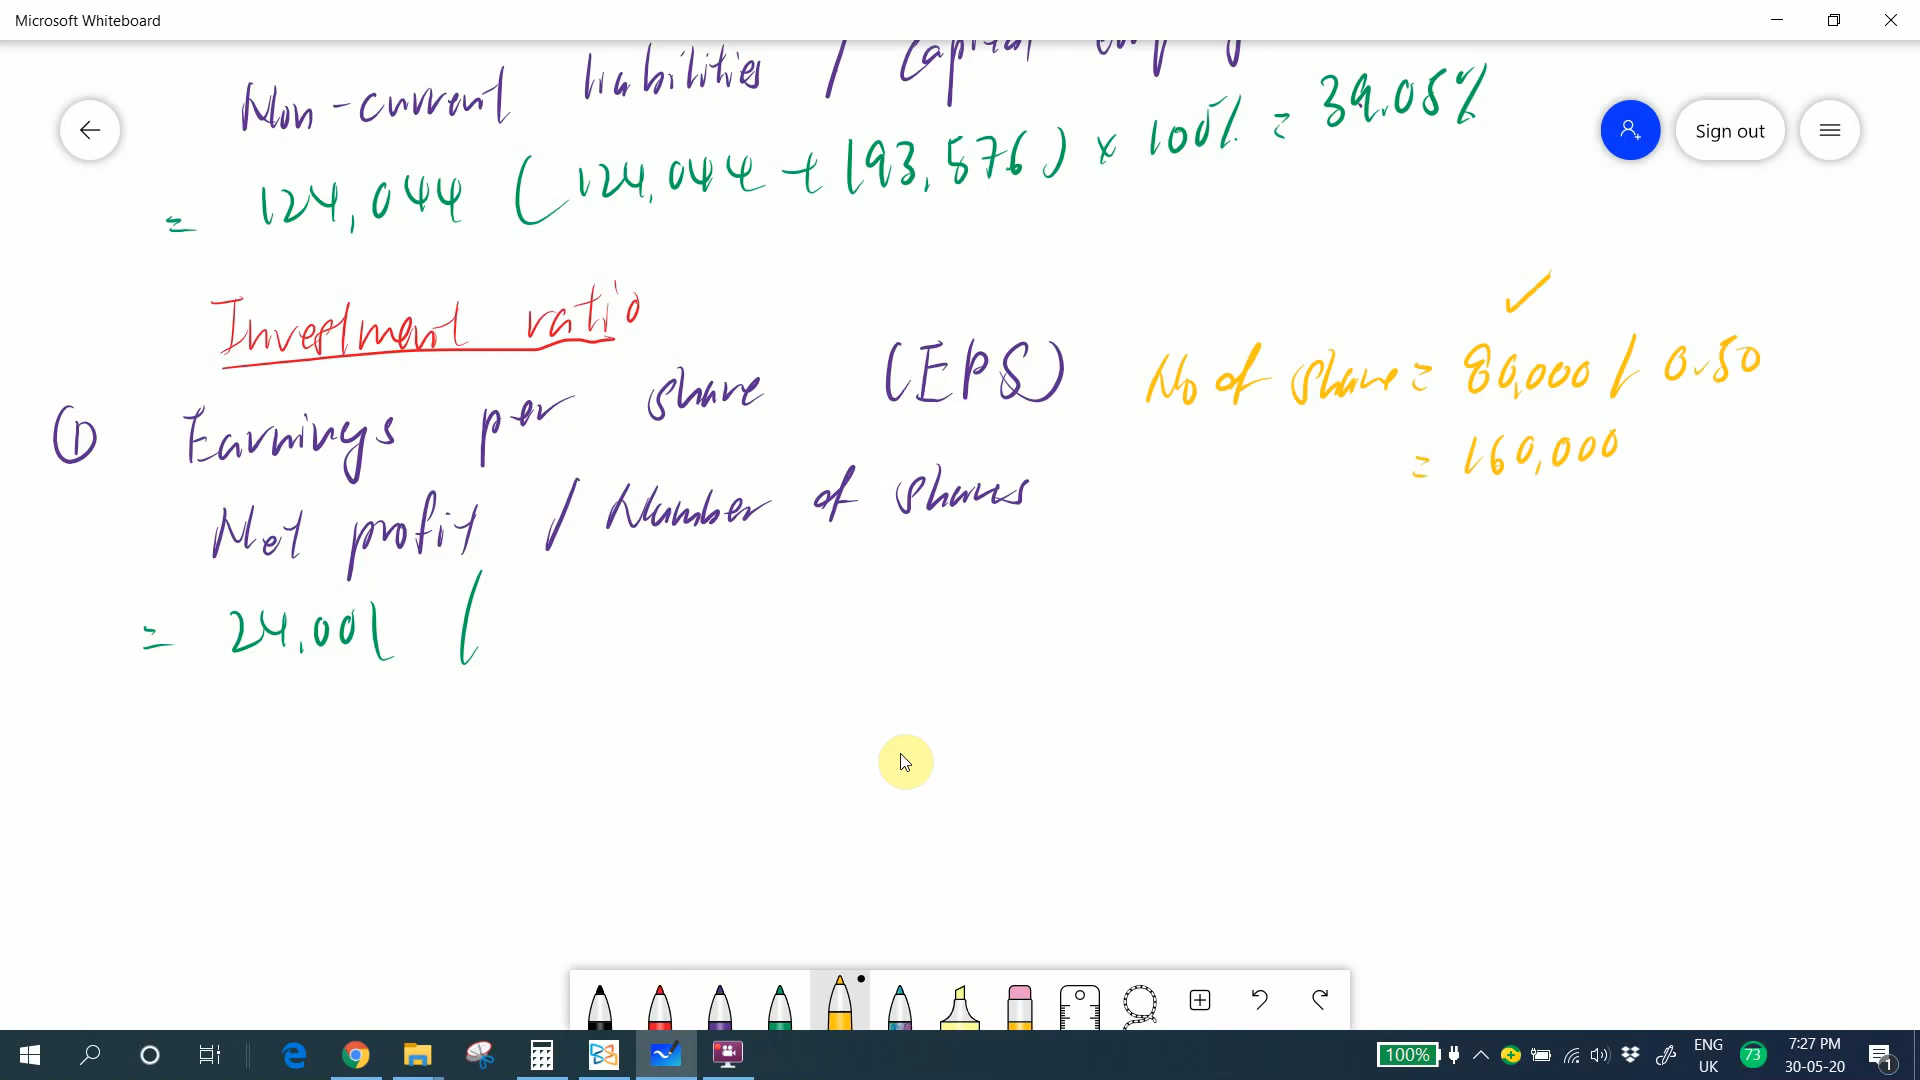 Microsoft Whiteboard
Non-current liabilities / Capital
= 124,044 / (124,044 + 193,576) × 100% = 39.05%
Sign out
Investment ratio
① Earnings per share (EPS)
No of share = 80,000 / 0.50
= 160,000
Net profit / Number of shares
= 24,001 /
100%
ENG
UK
73
7:27 PM
30-05-20
1